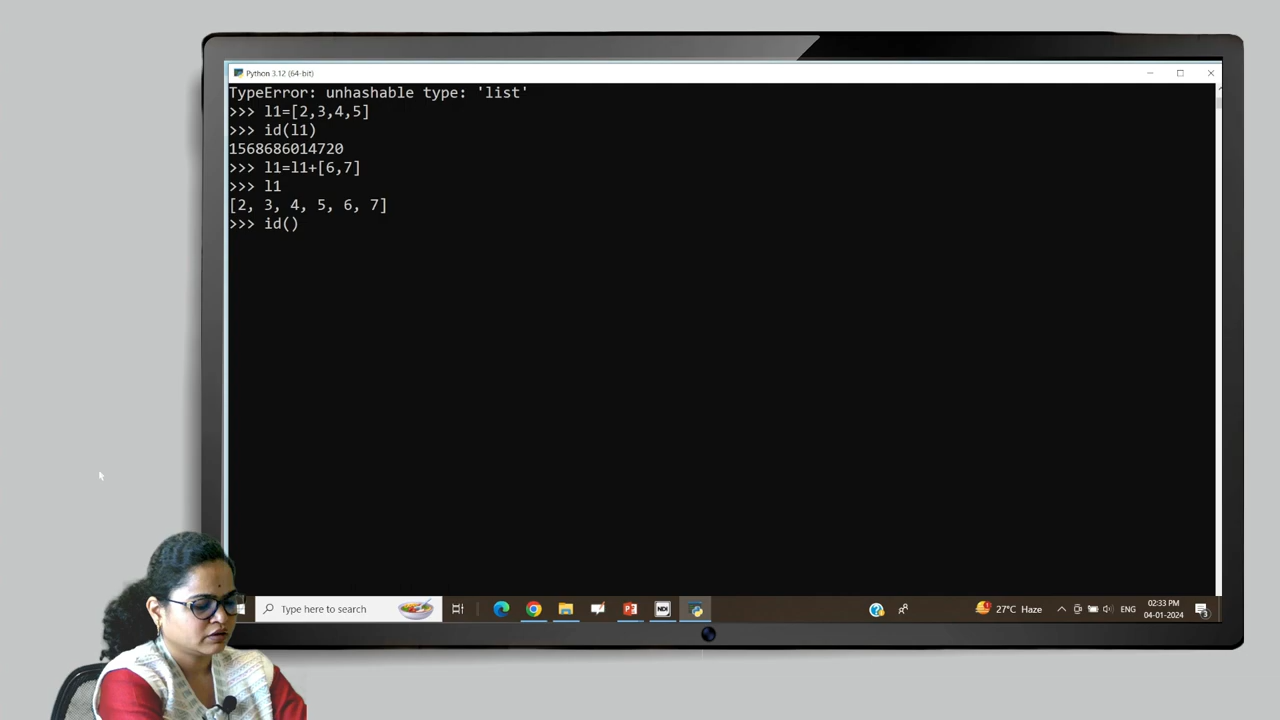 Python 3.12 (64-bit)
TypeError: unhashable type: 'list'
>>> l1=[2,3,4,5]
>>> id(l1)
1568686014720
>>> l1=l1+[6,7]
>>> l1
[2, 3, 4, 5, 6, 7]
>>> id()
Type here to search
NDI
27°C Haze
ENG
02:33 PM
04-01-2024
3